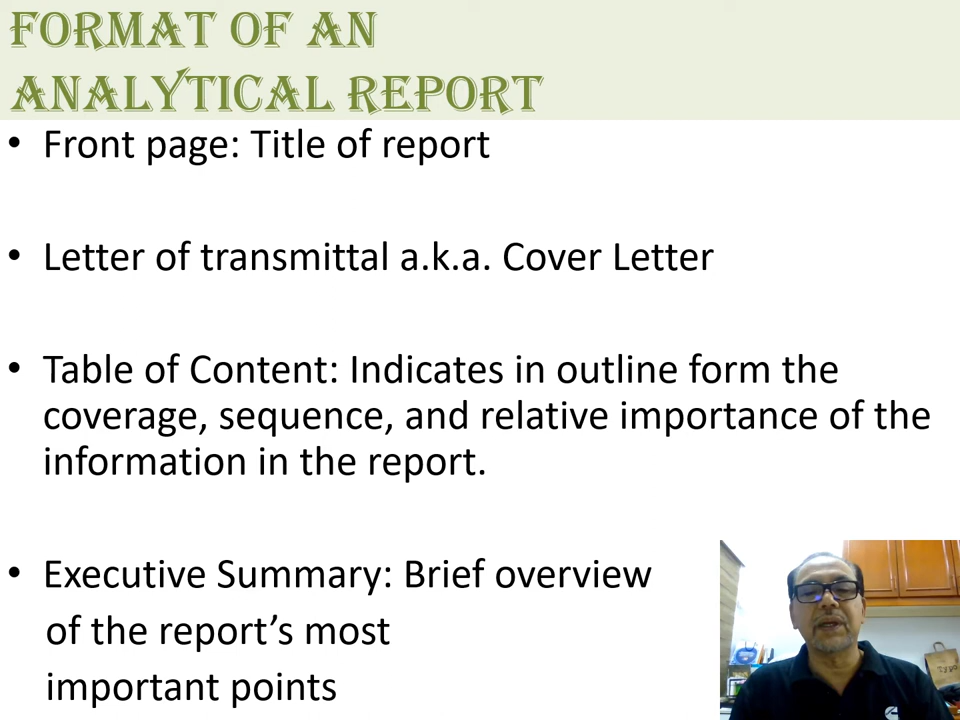 FORMAT OF AN
ANALYTICAL REPORT
• Front page: Title of report
• Letter of transmittal a.k.a. Cover Letter
• Table of Content: Indicates in outline form the
coverage, sequence, and relative importance of the
information in the report.
• Executive Summary: Brief overview
of the report’s most
important points